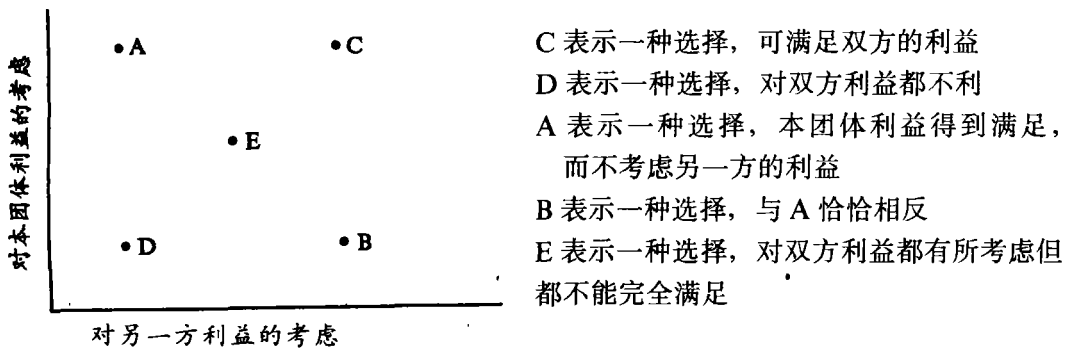 对本团体利益的考虑
A
C
E
D
B
对另一方利益的考虑
C 表示一种选择，可满足双方的利益
D 表示一种选择，对双方利益都不利
A 表示一种选择，本团体利益得到满足，
而不考虑另一方的利益
B 表示一种选择，与 A 恰恰相反
E 表示一种选择，对双方利益都有所考虑但
都不能完全满足